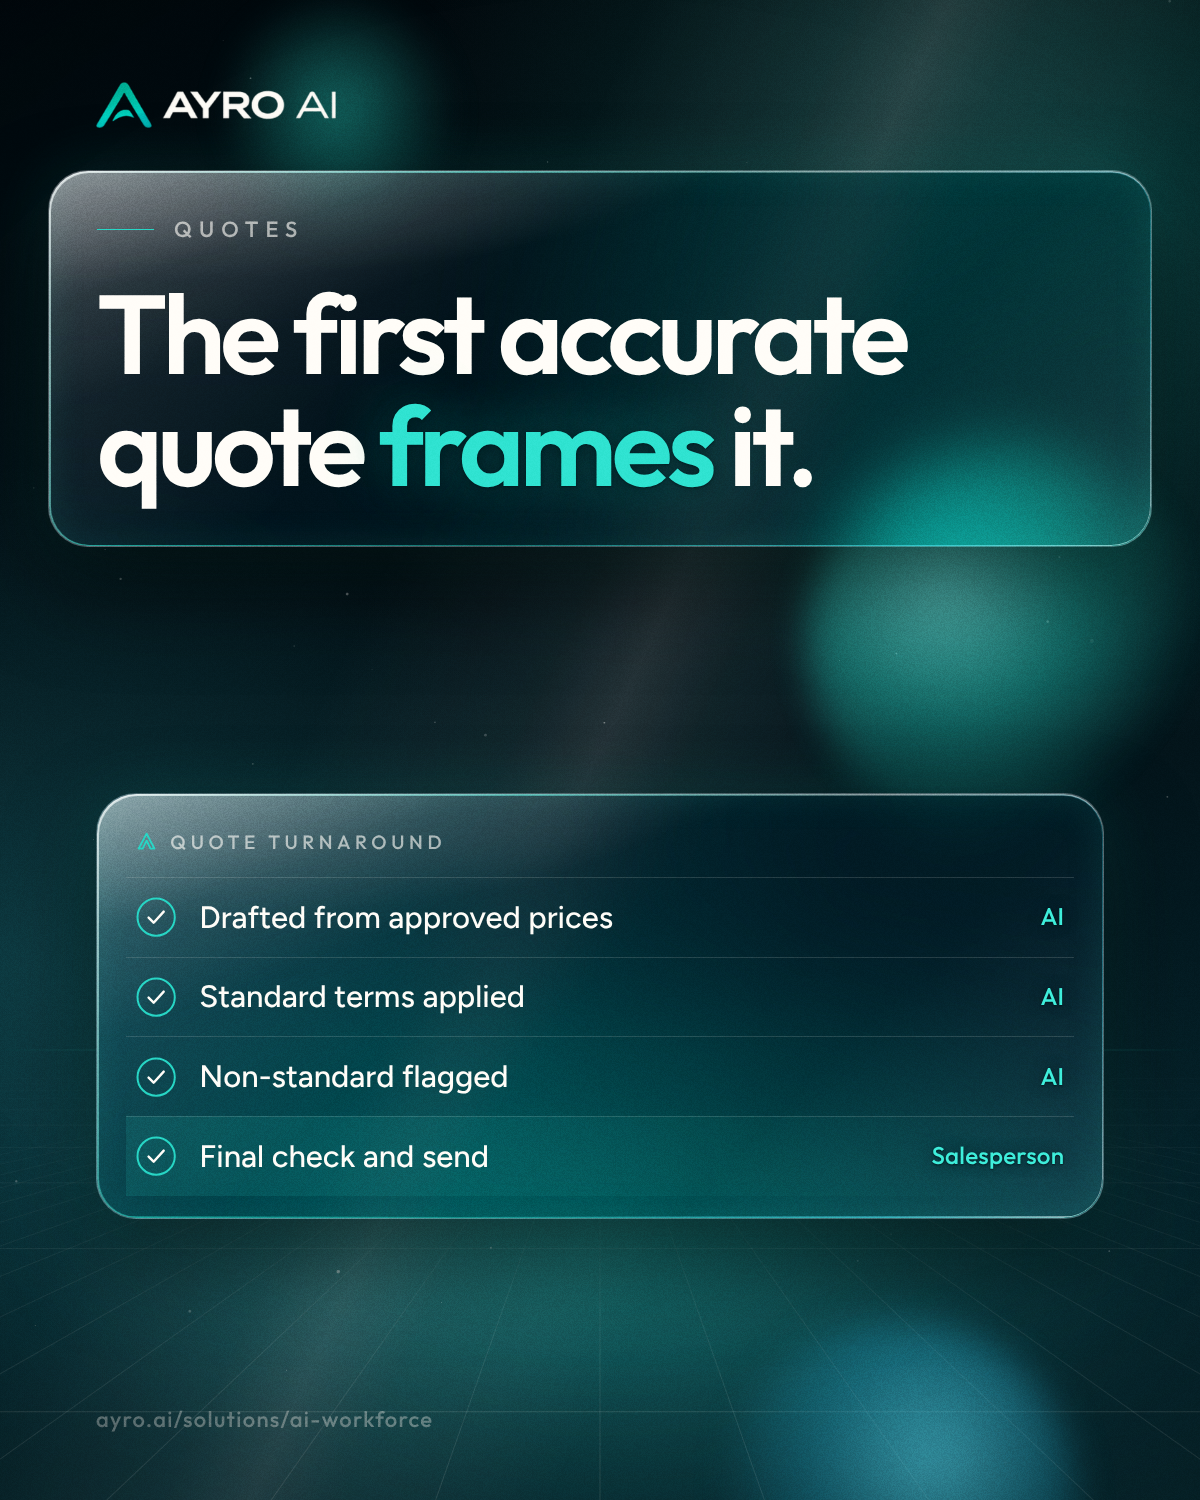 AYRO AI
QUOTES
The first accurate
quote frames it.
QUOTE TURNAROUND
Drafted from approved prices AI
Standard terms applied AI
Non-standard flagged AI
Final check and send Salesperson
ayro.ai/solutions/ai-workforce